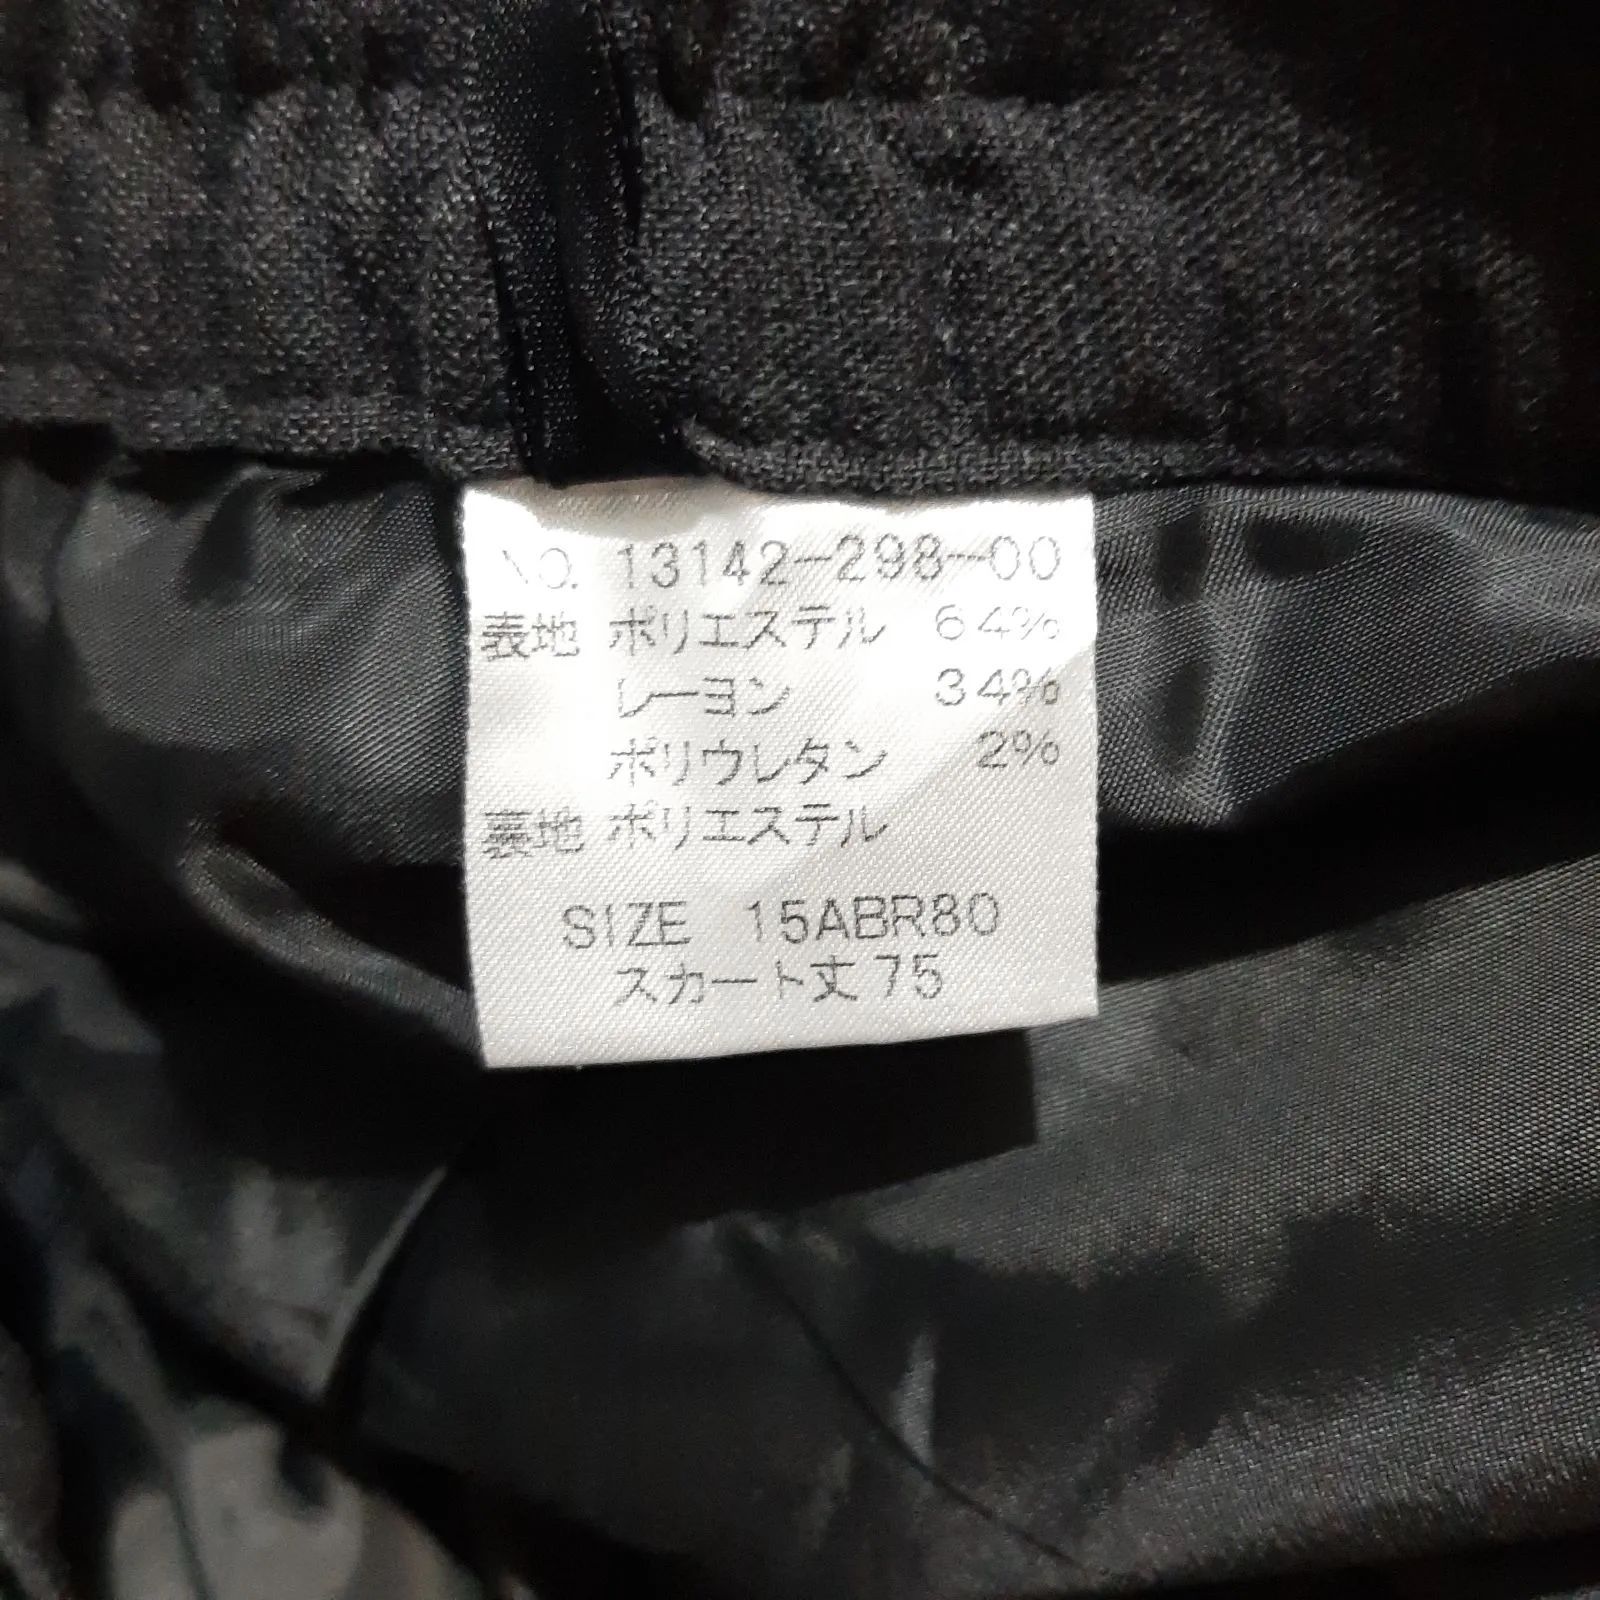 NO. 13142-298-00
表地 ポリエステル 64%
レーヨン 34%
ポリウレタン 2%
裏地 ポリエステル
SIZE 15ABR80
スカート丈75